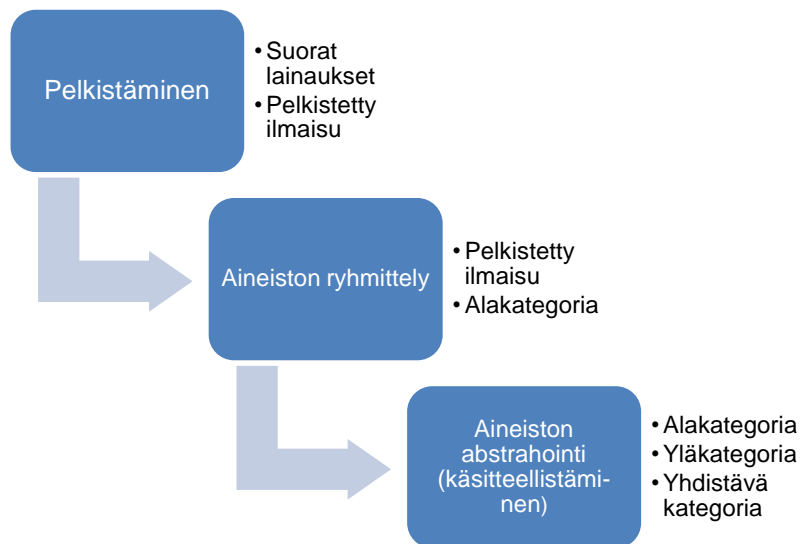 Pelkistäminen
• Suorat
lainaukset
• Pelkistetty
ilmaisu
Aineiston ryhmittely
• Pelkistetty
ilmaisu
• Alakategoria
Aineiston
abstrahointi
(käsitteellistämi-
nen)
• Alakategoria
• Yläkategoria
• Yhdistävä
kategoria